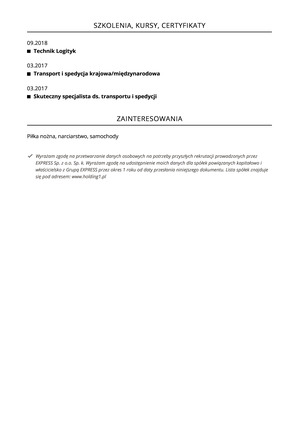 SZKOLENIA, KURSY, CERTYFIKATY
09.2018
Technik Logityk
03.2017
Transport i spedycja krajowa/międzynarodowa
03.2017
Skuteczny specjalista ds. transportu i spedycji
ZAINTERESOWANIA
Piłka nożna, narciarstwo, samochody
Wyrażam zgodę na przetwarzanie danych osobowych na potrzeby przyszłych rekrutacji prowadzonych przez
EXPRESS Sp. z o.o. Sp. k. Wyrażam zgodę na udostępnienie moich danych dla spółek powiązanych kapitałowo i
właścicielsko z Grupą EXPRESS przez okres 1 roku od daty przesłania niniejszego dokumentu. Lista spółek znajduje
się pod adresem: www.holding1.pl